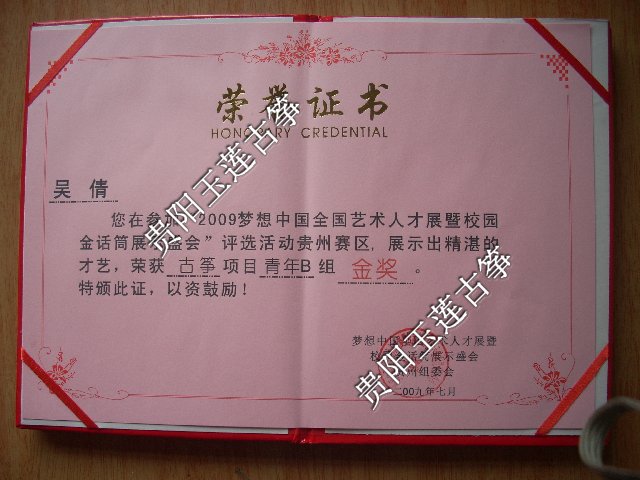 荣誉证书
HONORARY CREDENTIAL
吴倩
您在参加“2009梦想中国全国艺术人才展暨校园
金话筒展示盛会”评选活动贵州赛区,展示出精湛的
才艺,荣获 古筝 项目 青年B 组 金奖 。
特颁此证,以资鼓励!
梦想中国全国艺术人才展暨
校园金话筒展示盛会
贵州组委会
二00九年七月
贵阳玉莲古筝
贵阳玉莲古筝